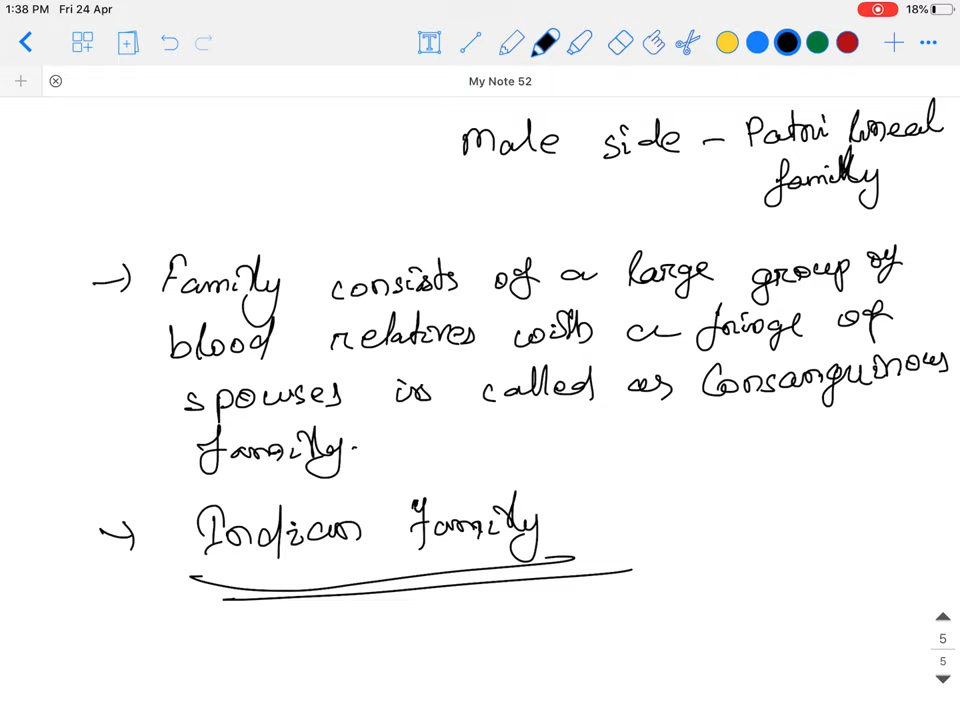 1:38 PM Fri 24 Apr 18%
My Note 52
Male side - Patri lineal
family
→ Family consists of a large group of
blood relatives with a fringe of
spouses is called as Consanguinous
family.
→ Indian family
5
5